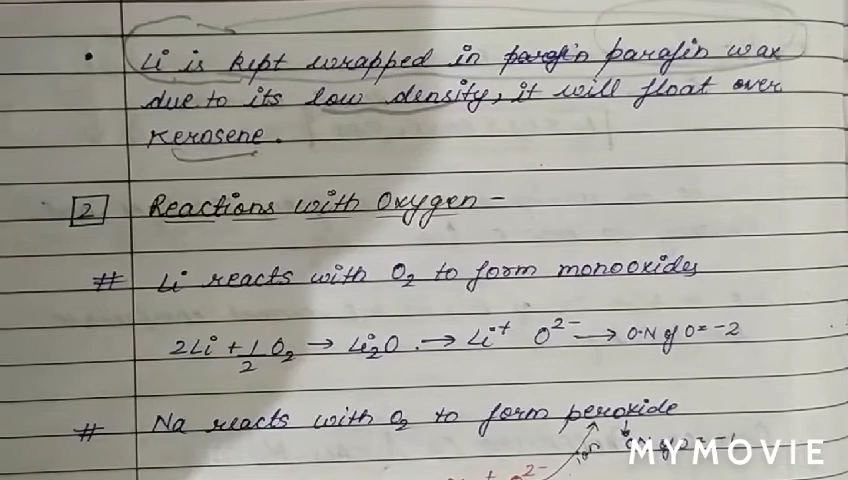 • Li is kept wrapped in parafin wax
due to its low density, it will float over
kerosene.
2 Reactions with Oxygen -
# Li reacts with O₂ to form monooxides
2Li + 1/2 O₂ → Li₂O → Li⁺ O²⁻ → O.N of O = -2
# Na reacts with O₂ to form peroxide
ion
MYMOVIE